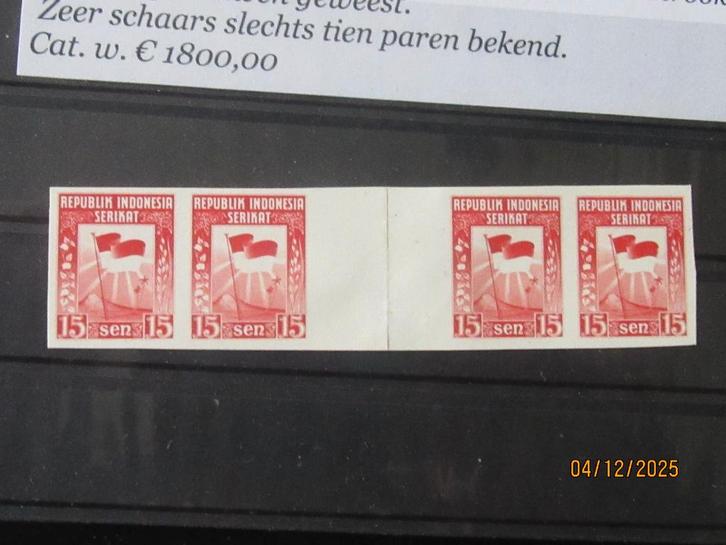 geweest.
Zeer schaars slechts tien paren bekend.
Cat. w. € 1800,00
REPUBLIK INDONESIA
SERIKAT
15 sen 15
REPUBLIK INDONESIA
SERIKAT
15 sen 15
REPUBLIK INDONESIA
SERIKAT
15 sen 15
REPUBLIK INDONESIA
SERIKAT
15 sen 15
04/12/2025